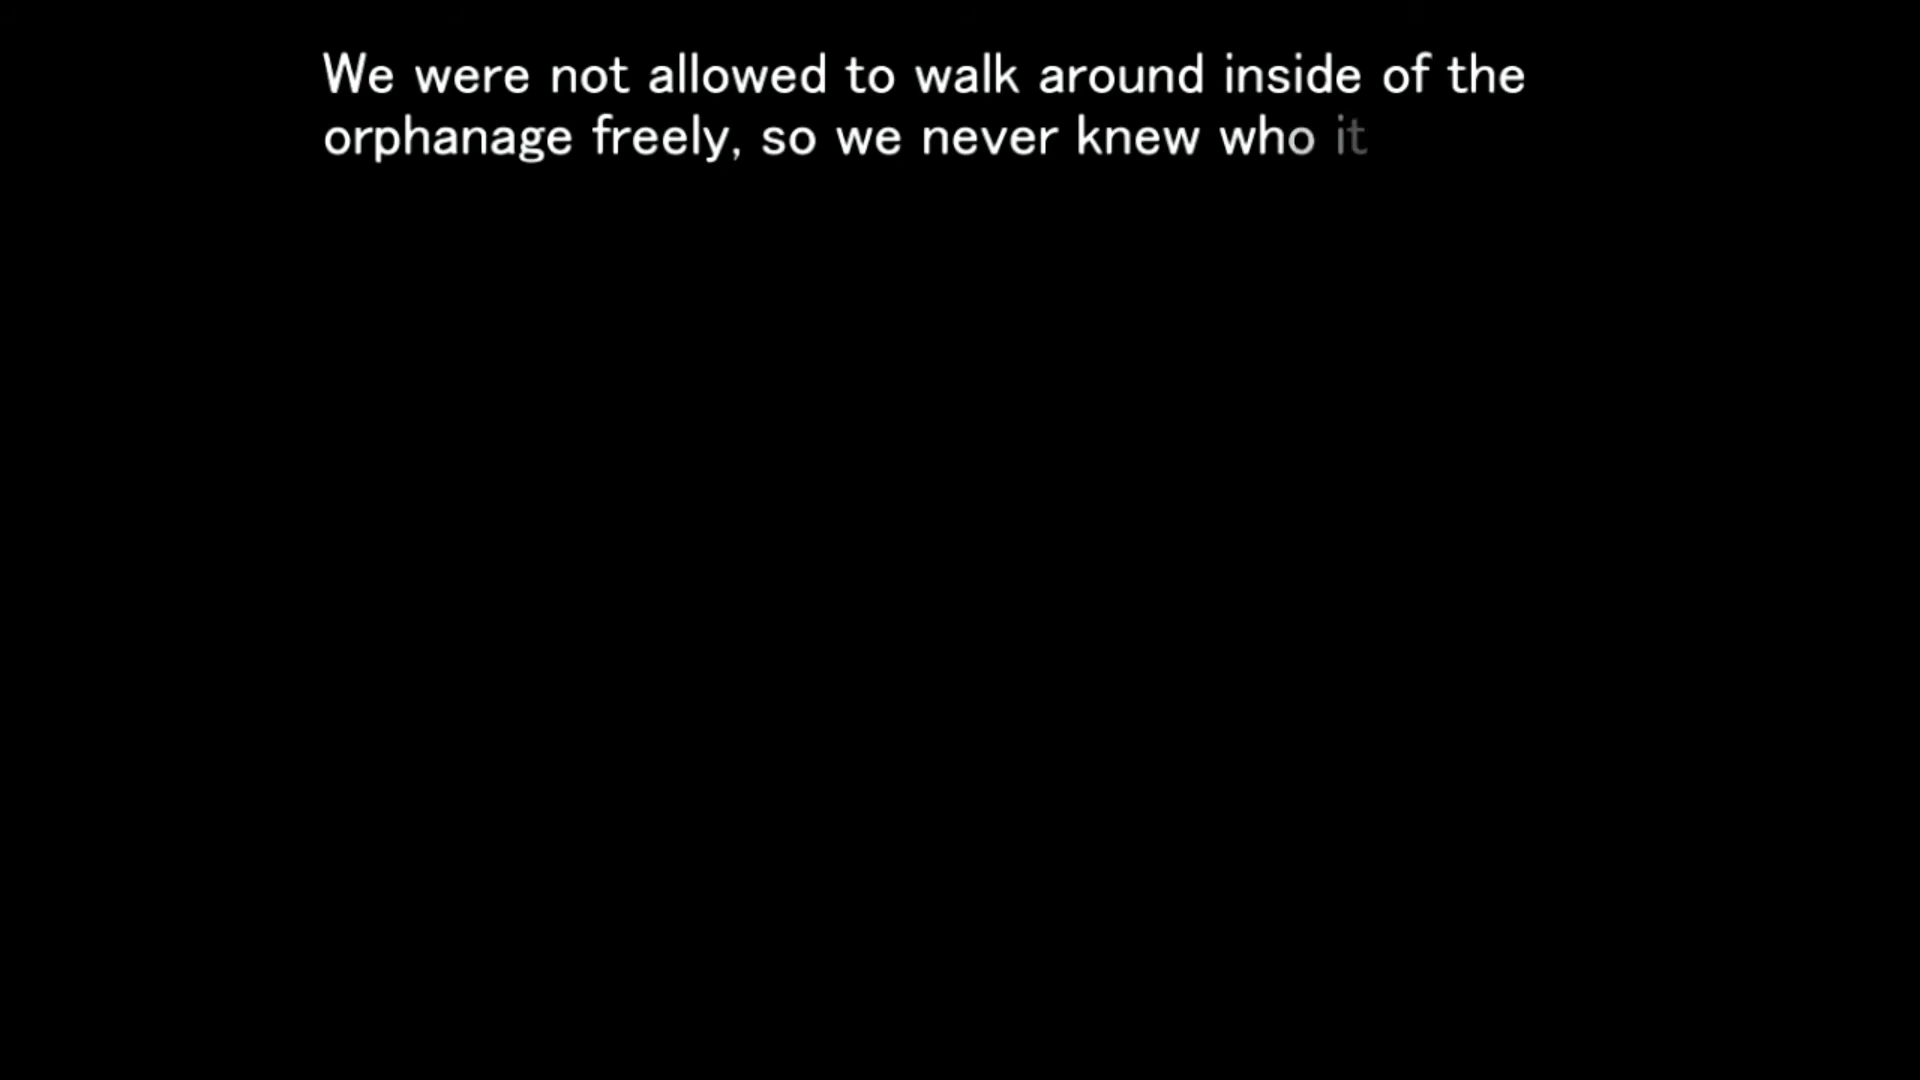 We were not allowed to walk around inside of the
orphanage freely, so we never knew who it